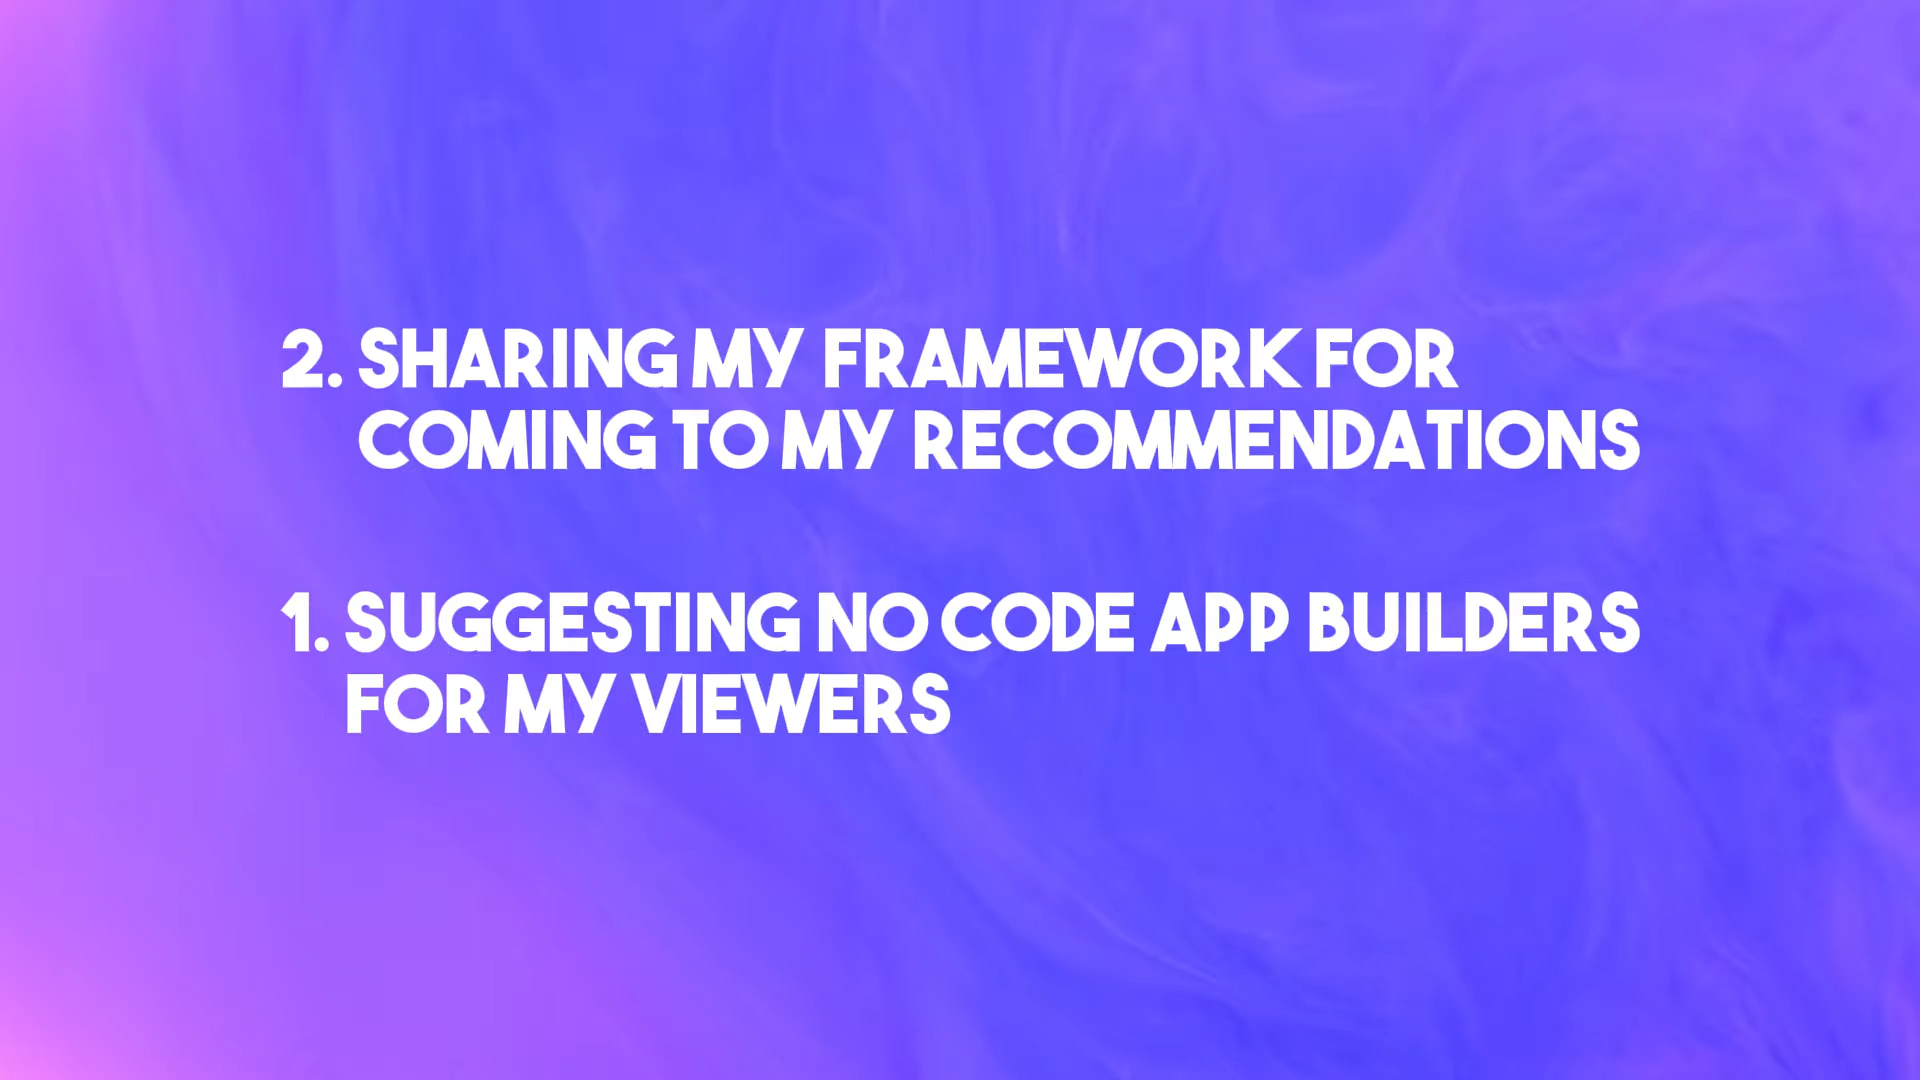 2. SHARING MY FRAMEWORK FOR
COMING TO MY RECOMMENDATIONS
1. SUGGESTING NO CODE APP BUILDERS
FOR MY VIEWERS